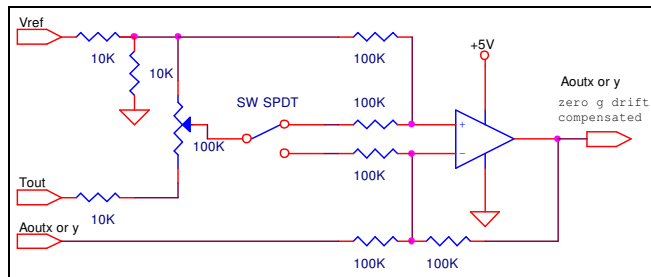 Vref
10K
10K
100K
+5V
Aoutx or y
zero g drift
compensated
SW SPDT
100K
100K
+
−
100K
Tout
10K
Aoutx or y
100K
100K